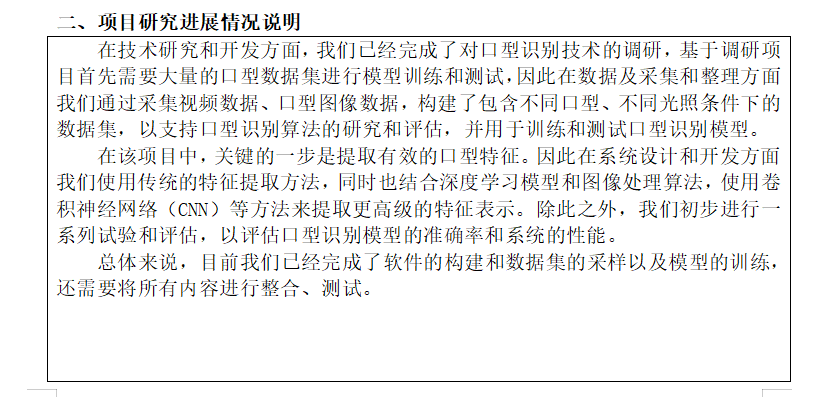 二、项目研究进展情况说明
在技术研究和开发方面，我们已经完成了对口型识别技术的调研，基于调研项
目首先需要大量的口型数据集进行模型训练和测试，因此在数据及采集和整理方面
我们通过采集视频数据、口型图像数据，构建了包含不同口型、不同光照条件下的
数据集，以支持口型识别算法的研究和评估，并用于训练和测试口型识别模型。
在该项目中，关键的一步是提取有效的口型特征。因此在系统设计和开发方面
我们使用传统的特征提取方法，同时也结合深度学习模型和图像处理算法，使用卷
积神经网络（CNN）等方法来提取更高级的特征表示。除此之外，我们初步进行一
系列试验和评估，以评估口型识别模型的准确率和系统的性能。
总体来说，目前我们已经完成了软件的构建和数据集的采样以及模型的训练，
还需要将所有内容进行整合、测试。